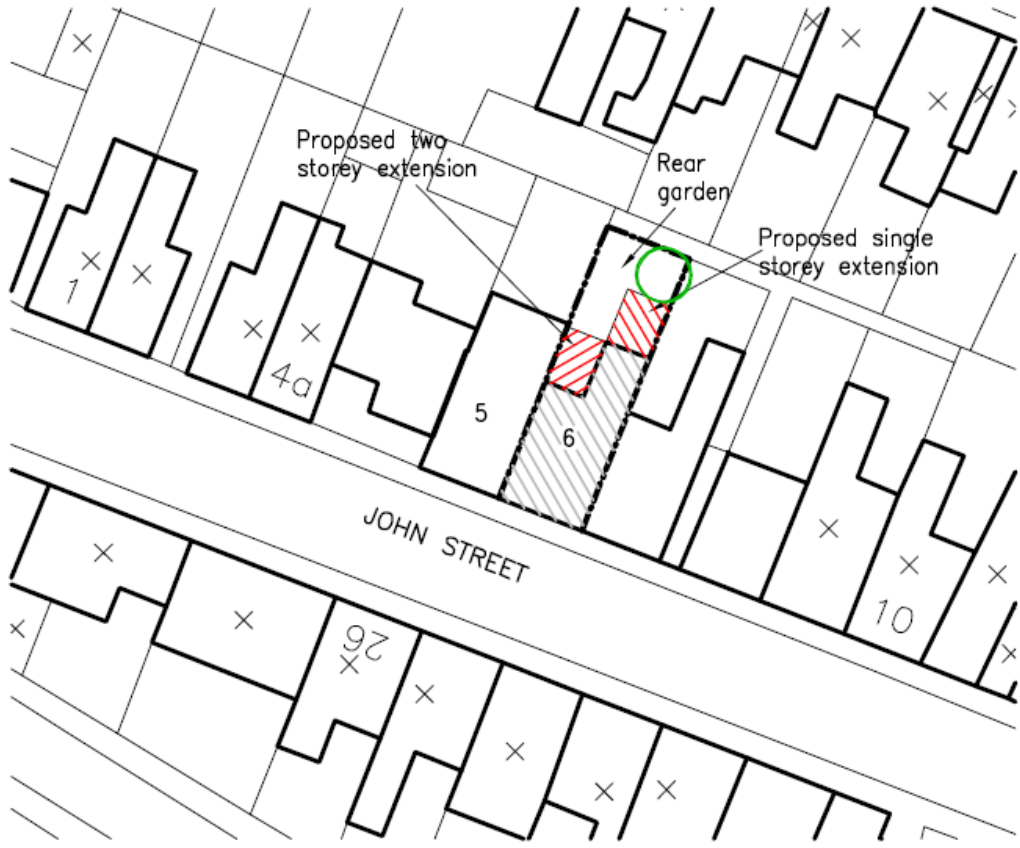 Proposed two
storey extension
Rear
garden
Proposed single
storey extension
1
4a
5
6
JOHN STREET
10
26